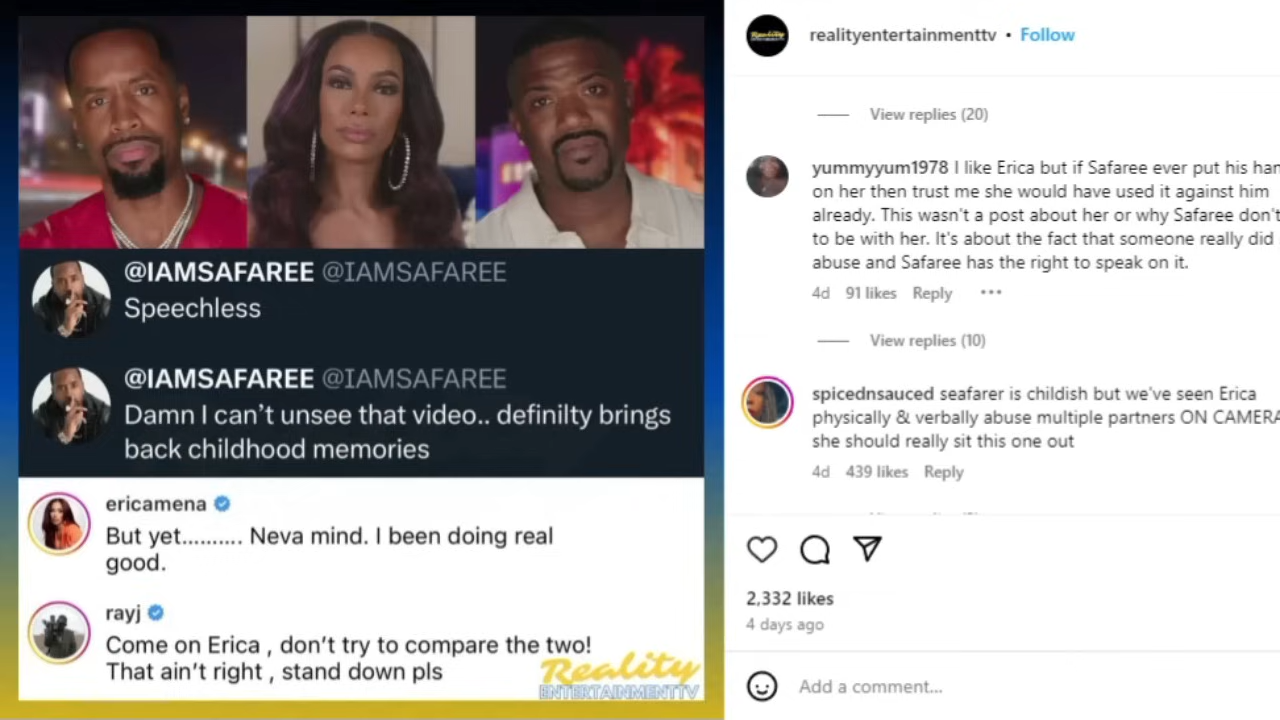 @IAMSAFAREE @IAMSAFAREE
Speechless
@IAMSAFAREE @IAMSAFAREE
Damn I can't unsee that video.. definilty brings
back childhood memories
ericamena
But yet.......... Neva mind. I been doing real
good.
rayj
Come on Erica , don't try to compare the two!
That ain't right , stand down pls
Reality
ENTERTAINMENTTV
realityentertainmenttv • Follow
View replies (20)
yummyyum1978 I like Erica but if Safaree ever put his han
on her then trust me she would have used it against him
already. This wasn't a post about her or why Safaree don't
to be with her. It's about the fact that someone really did
abuse and Safaree has the right to speak on it.
4d 91 likes Reply •••
View replies (10)
spicednsauced seafarer is childish but we've seen Erica
physically & verbally abuse multiple partners ON CAMERA
she should really sit this one out
4d 439 likes Reply
2,332 likes
4 days ago
Add a comment...